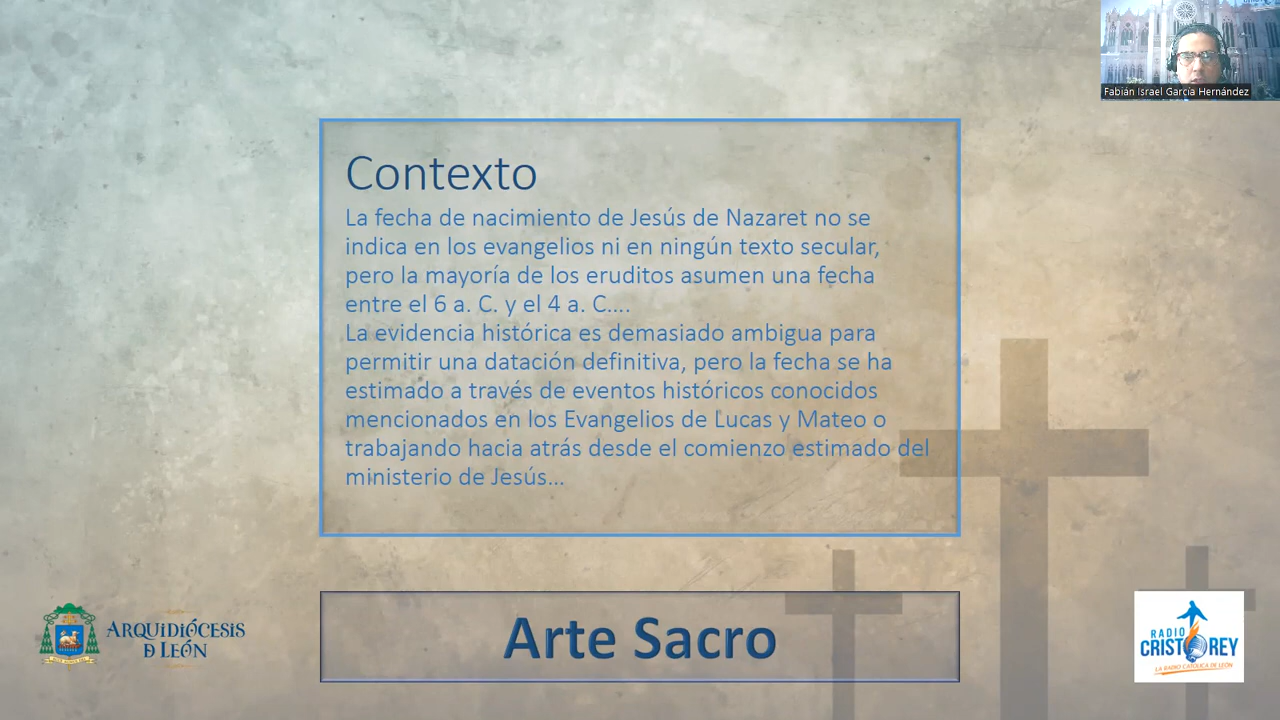 Fabián Israel García Hernández
Contexto
La fecha de nacimiento de Jesús de Nazaret no se
indica en los evangelios ni en ningún texto secular,
pero la mayoría de los eruditos asumen una fecha
entre el 6 a. C. y el 4 a. C....
La evidencia histórica es demasiado ambigua para
permitir una datación definitiva, pero la fecha se ha
estimado a través de eventos históricos conocidos
mencionados en los Evangelios de Lucas y Mateo o
trabajando hacia atrás desde el comienzo estimado del
ministerio de Jesús...
Arte Sacro
ARQUIDIÓCESIS
D LEÓN
RADIO
CRISTO REY
LA RADIO CATÓLICA DE LEÓN